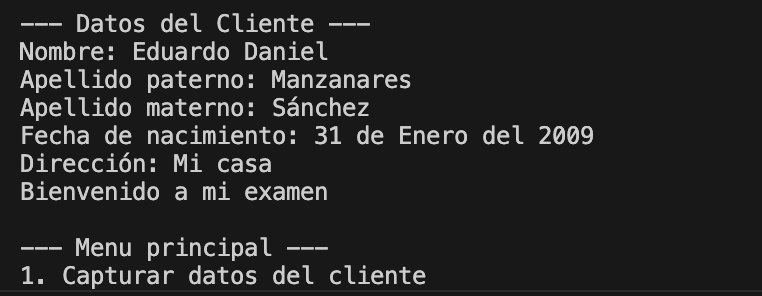 --- Datos del Cliente ---
Nombre: Eduardo Daniel
Apellido paterno: Manzanares
Apellido materno: Sánchez
Fecha de nacimiento: 31 de Enero del 2009
Dirección: Mi casa
Bienvenido a mi examen
--- Menu principal ---
1. Capturar datos del cliente